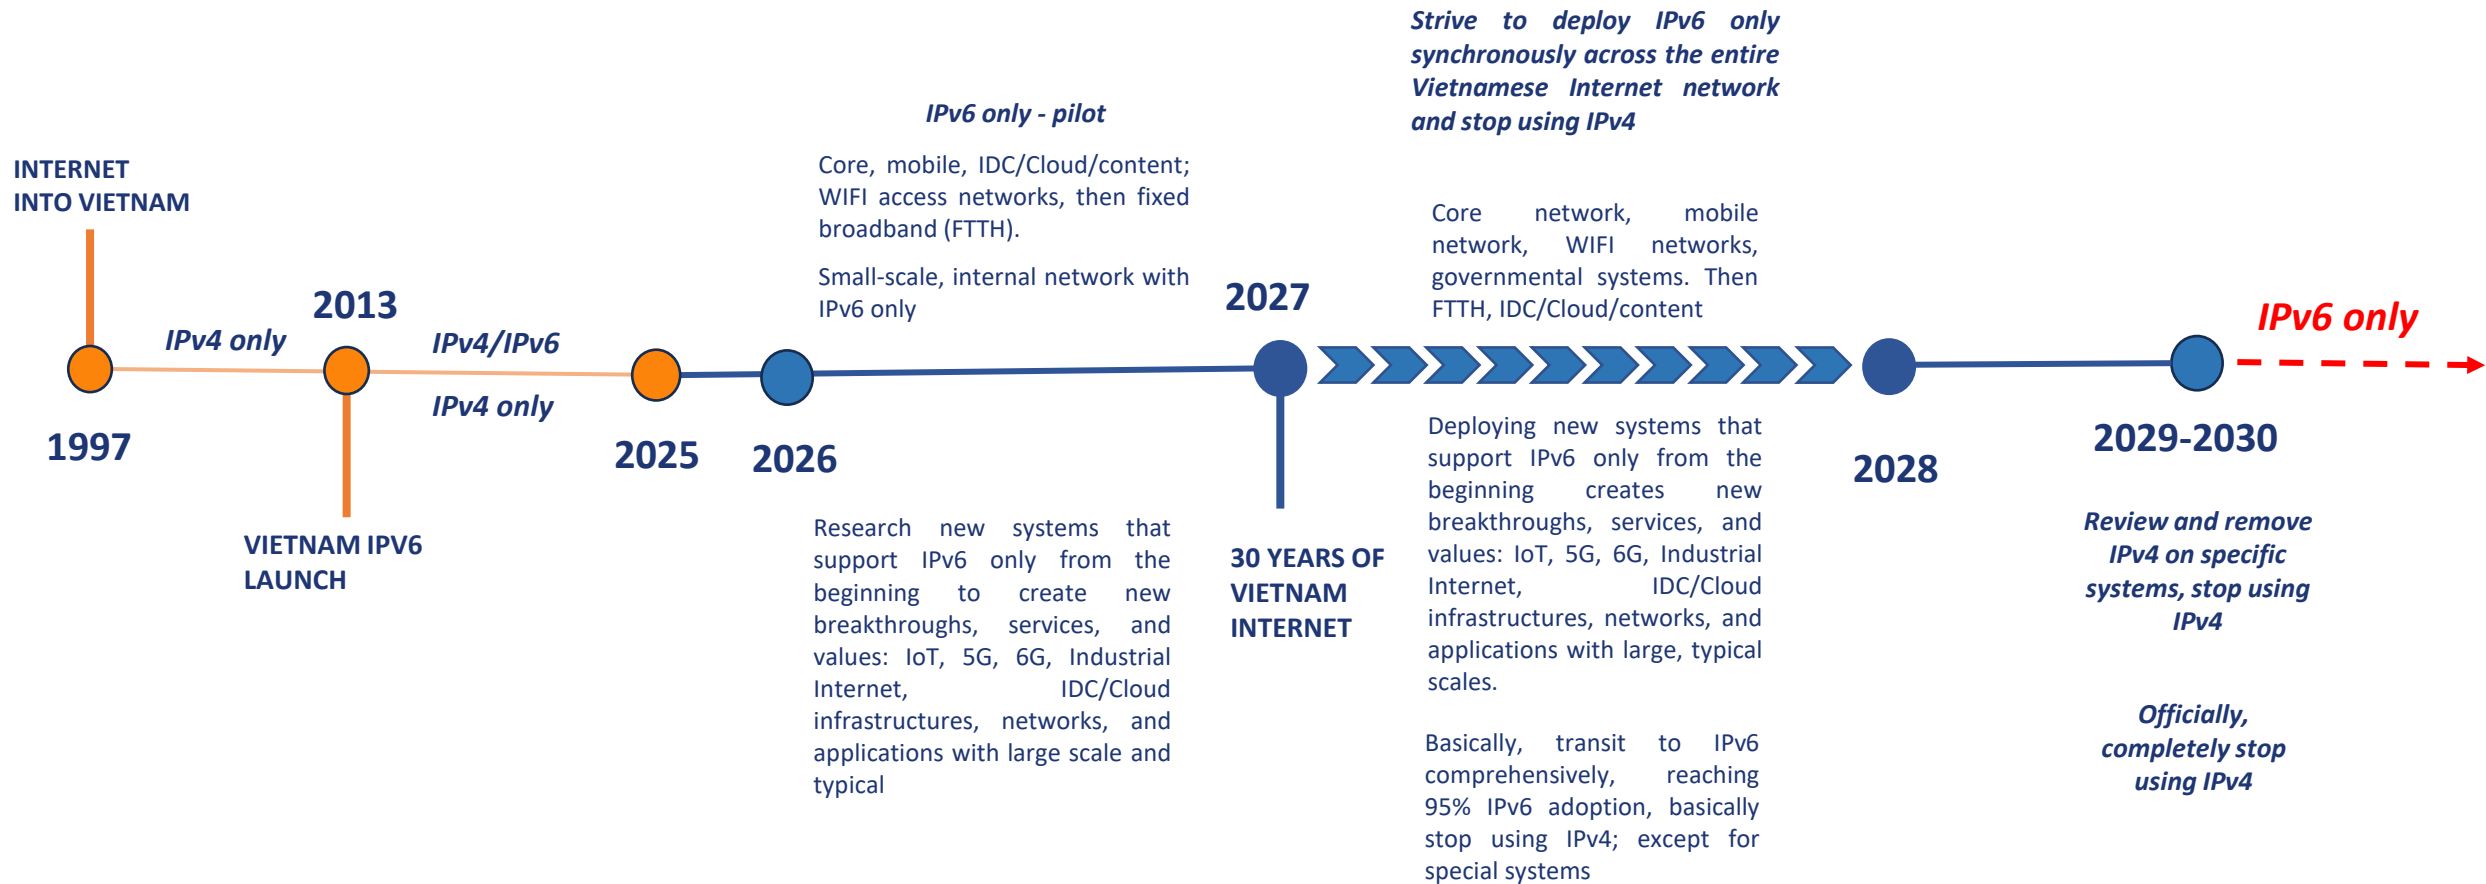 INTERNET
INTO VIETNAM
1997
IPv4 only
2013
VIETNAM IPV6
LAUNCH
IPv4/IPv6
IPv4 only
2025
2026
IPv6 only - pilot
Core, mobile, IDC/Cloud/content;
WIFI access networks, then fixed
broadband (FTTH).
Small-scale, internal network with
IPv6 only
Research new systems that
support IPv6 only from the
beginning to create new
breakthroughs, services, and
values: IoT, 5G, 6G, Industrial
Internet, IDC/Cloud
infrastructures, networks, and
applications with large scale and
typical
2027
30 YEARS OF
VIETNAM
INTERNET
Strive to deploy IPv6 only
synchronously across the entire
Vietnamese Internet network
and stop using IPv4
Core network, mobile
network, WIFI networks,
governmental systems. Then
FTTH, IDC/Cloud/content
Deploying new systems that
support IPv6 only from the
beginning creates new
breakthroughs, services, and
values: IoT, 5G, 6G, Industrial
Internet, IDC/Cloud
infrastructures, networks, and
applications with large, typical
scales.
Basically, transit to IPv6
comprehensively, reaching
95% IPv6 adoption, basically
stop using IPv4; except for
special systems
2028
2029-2030
Review and remove
IPv4 on specific
systems, stop using
IPv4
Officially,
completely stop
using IPv4
IPv6 only